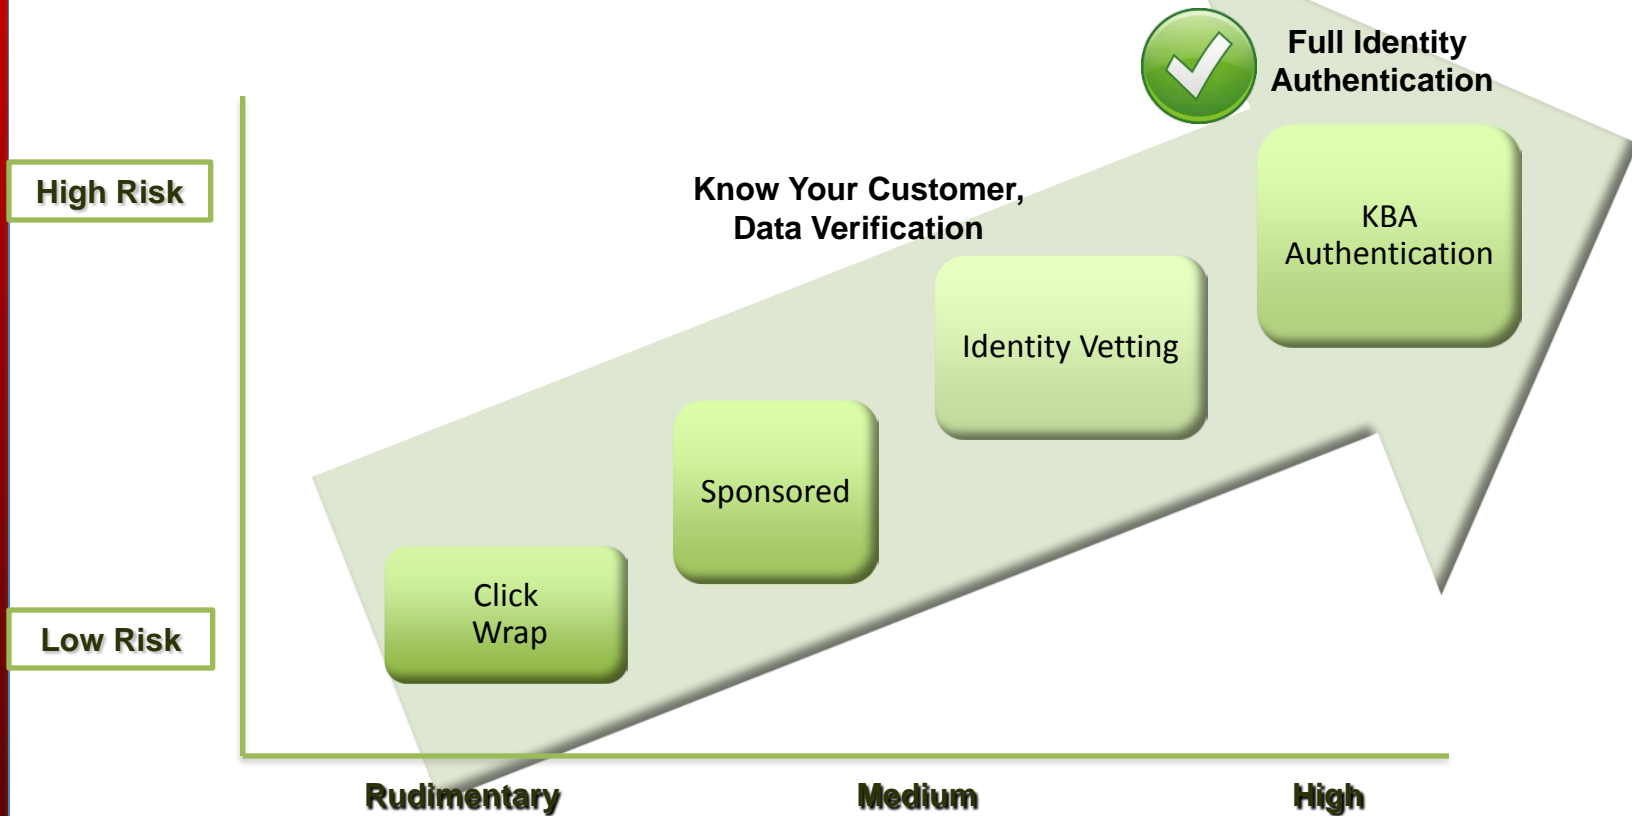 Full Identity
Authentication
High Risk
Know Your Customer,
Data Verification
KBA
Authentication
Identity Vetting
Sponsored
Click
Wrap
Low Risk
Rudimentary
Medium
High